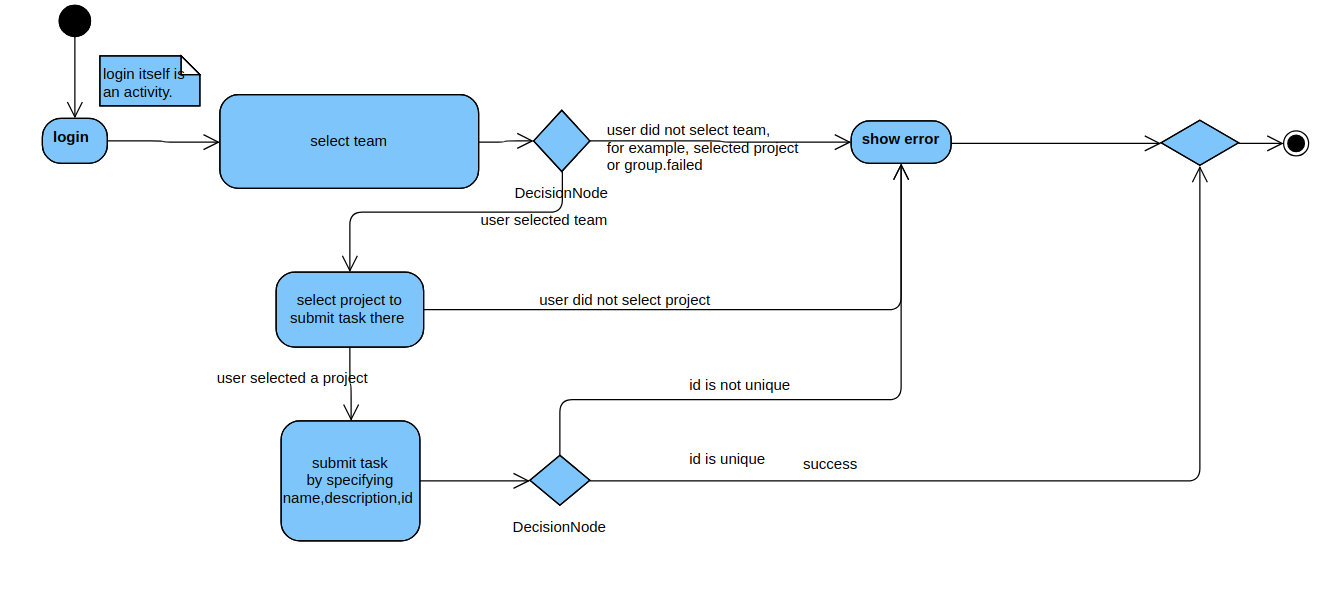 login itself is
an activity.
login
select team
user did not select team,
for example, selected project
or group.failed
show error
DecisionNode
user selected team
select project to
submit task there
user did not select project
user selected a project
id is not unique
submit task
by specifying
name,description,id
id is unique
success
DecisionNode